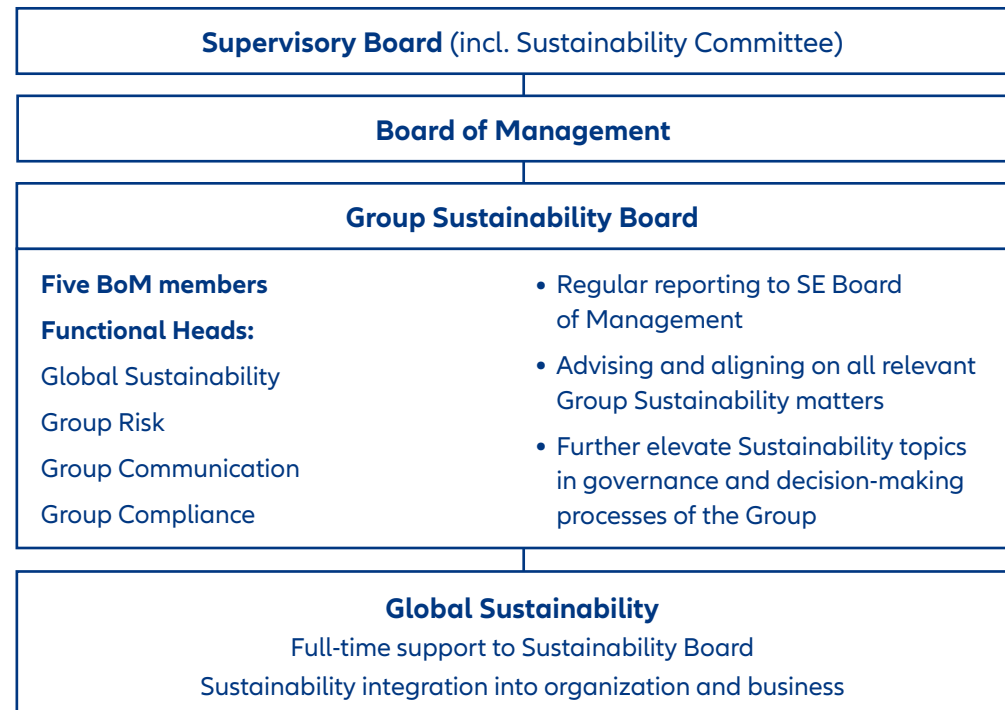 Supervisory Board (incl. Sustainability Committee)
Board of Management
Group Sustainability Board
Five BoM members
Functional Heads:
Global Sustainability
Group Risk
Group Communication
Group Compliance
• Regular reporting to SE Board
of Management
• Advising and aligning on all relevant
Group Sustainability matters
• Further elevate Sustainability topics
in governance and decision-making
processes of the Group
Global Sustainability
Full-time support to Sustainability Board
Sustainability integration into organization and business